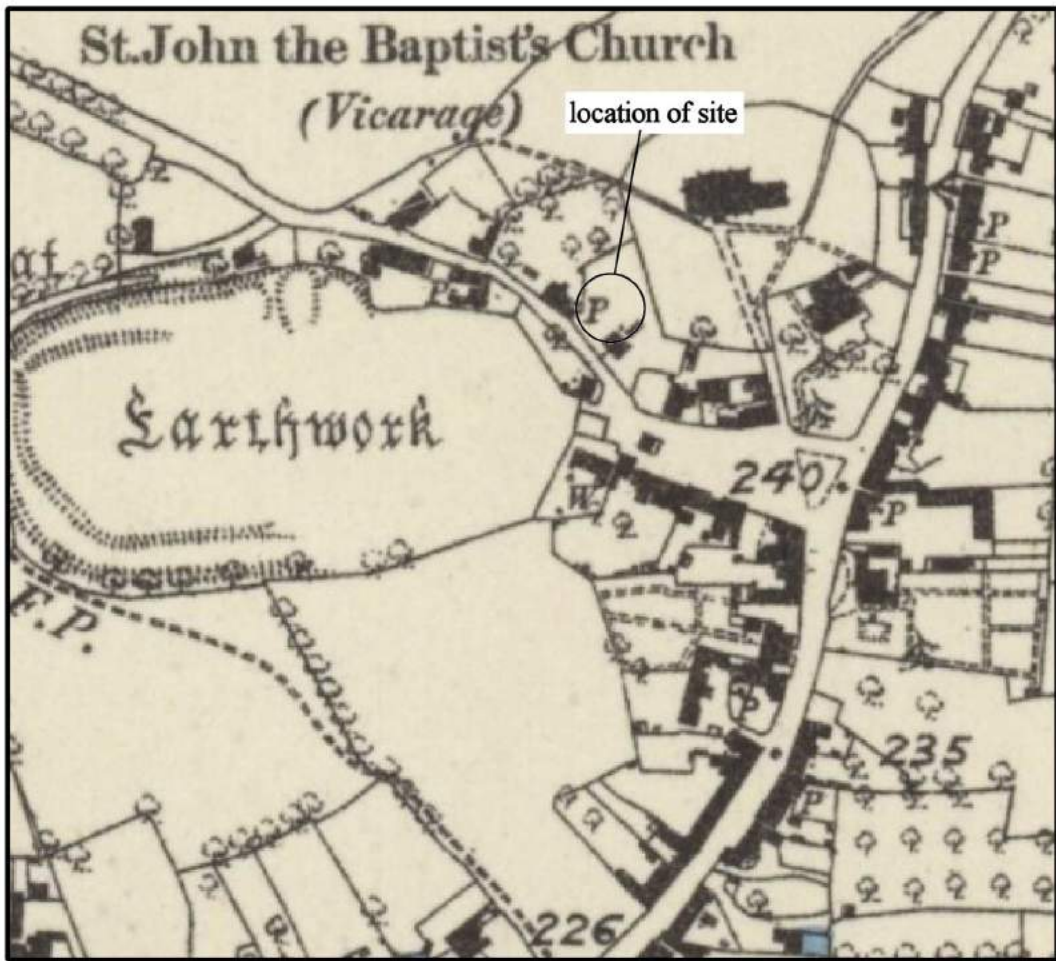 St. John the Baptist's Church
(Vicarage)
location of site
P
P
P
P
Earthwork
240
W
P
F.P.
P
235
P
226